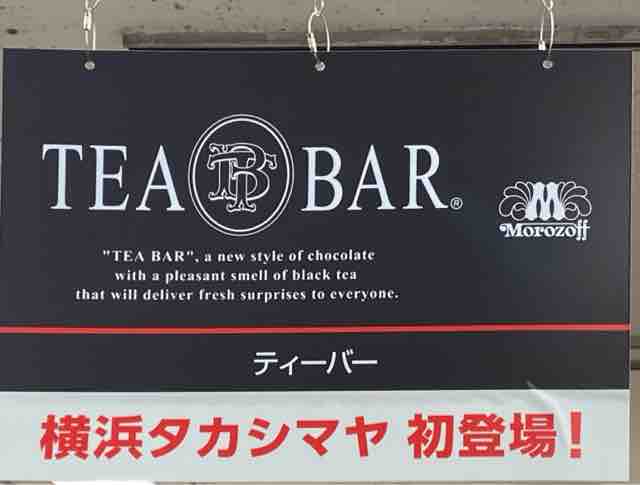 TEA TB BAR®
Morozoff
"TEA BAR", a new style of chocolate
with a pleasant smell of black tea
that will deliver fresh surprises to everyone.
ティーバー
横浜タカシマヤ 初登場!